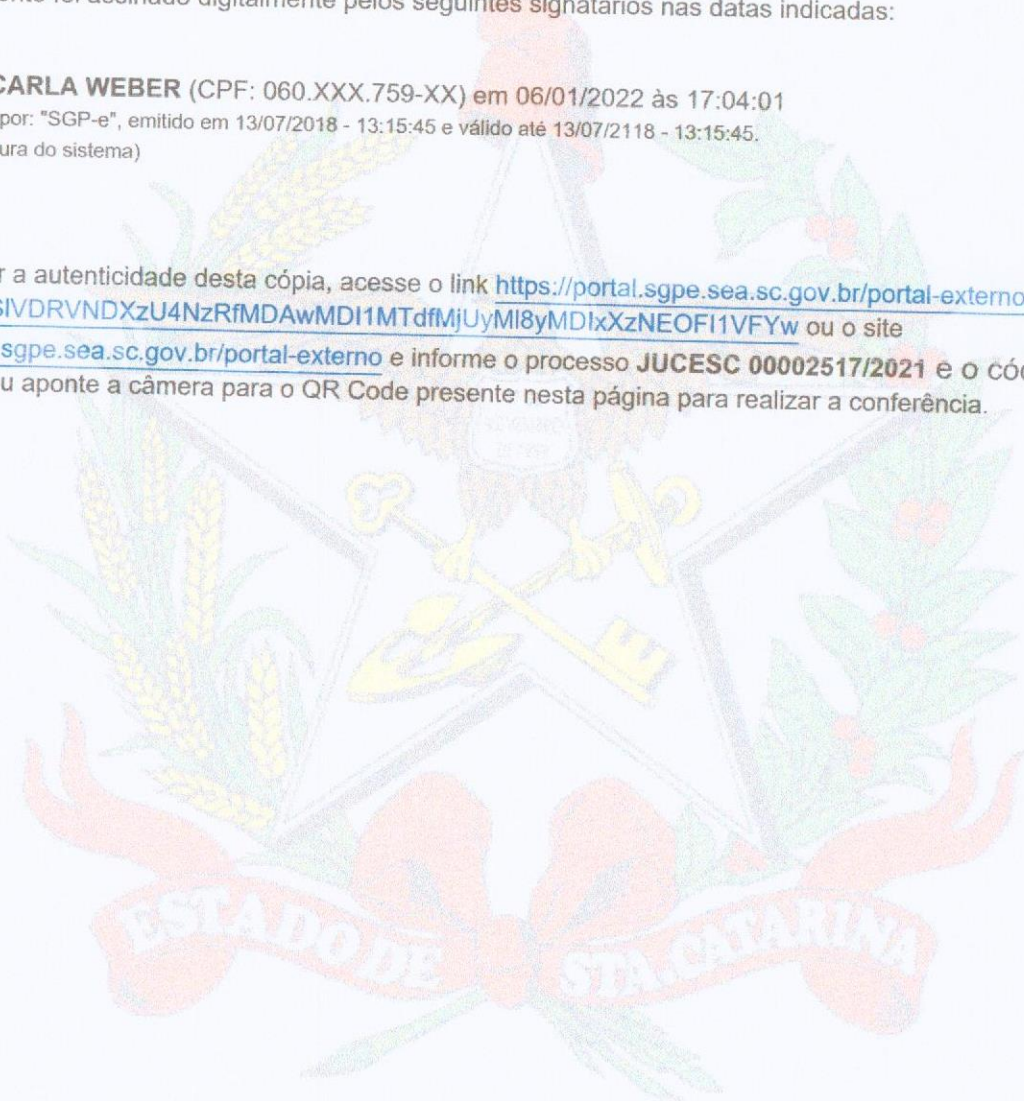 nte foi assinado digitalmente pelos seguintes signatários nas datas indicadas:
CARLA WEBER (CPF: 060.XXX.759-XX) em 06/01/2022 às 17:04:01
por: "SGP-e", emitido em 13/07/2018 - 13:15:45 e válido até 13/07/2118 - 13:15:45.
ura do sistema)
r a autenticidade desta cópia, acesse o link https://portal.sgpe.sea.sc.gov.br/portal-externo
SlVDRVNDXzU4NzRfMDAwMDI1MTdfMjUyMl8yMDIxXzNEOFI1VFYw ou o site
sgpe.sea.sc.gov.br/portal-externo e informe o processo JUCESC 00002517/2021 e o cód
u aponte a câmera para o QR Code presente nesta página para realizar a conferência.
ESTADO DE STA.CATARINA